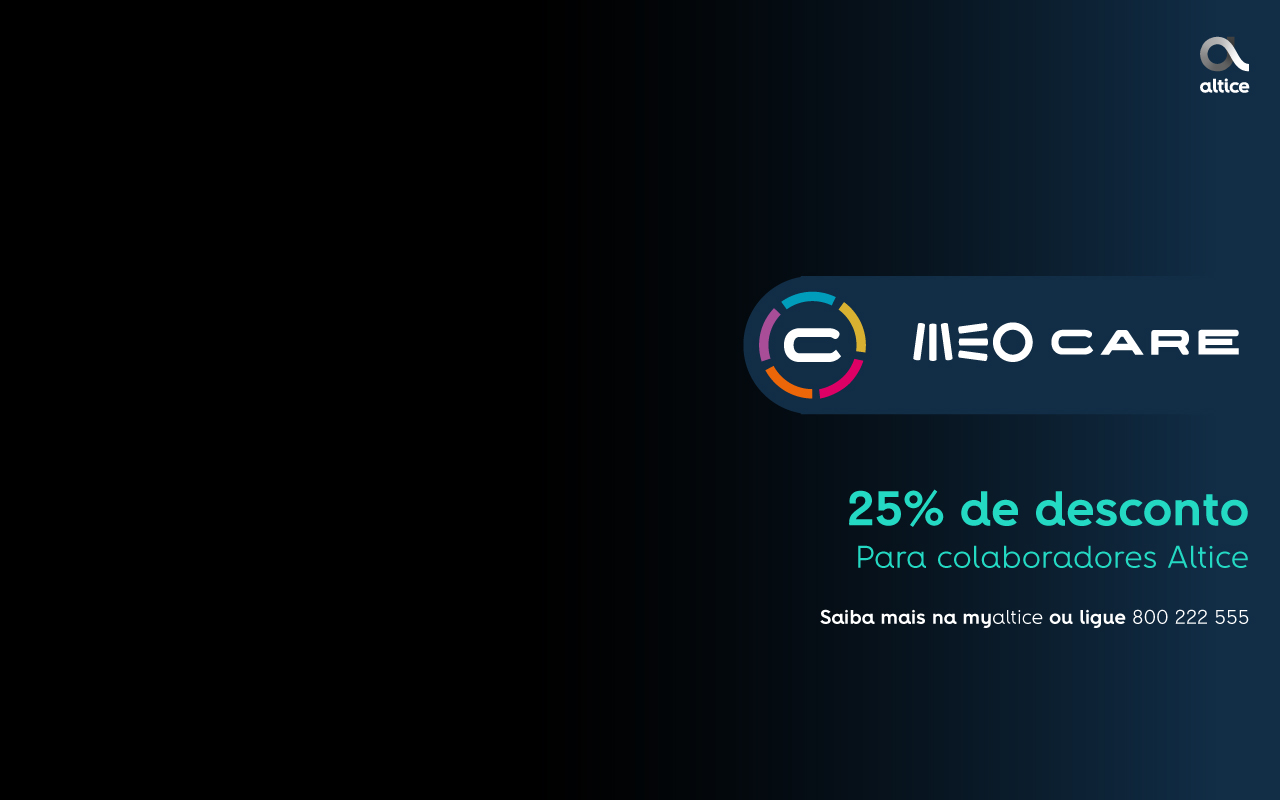 altice
C MEO CARE
25% de desconto
Para colaboradores Altice
Saiba mais na myaltice ou ligue 800 222 555